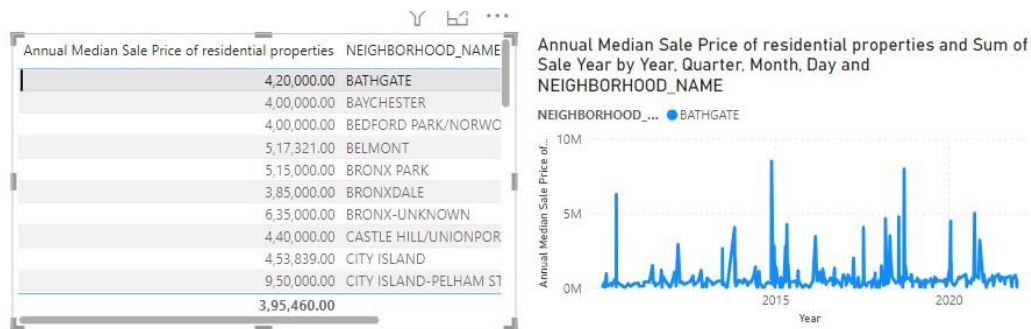 Annual Median Sale Price of residential properties NEIGHBORHOOD_NAME
4,20,000.00 BATHGATE
4,00,000.00 BAYCHESTER
4,00,000.00 BEDFORD PARK/NORWO
5,17,321.00 BELMONT
5,15,000.00 BRONX PARK
3,85,000.00 BRONXDALE
6,35,000.00 BRONX-UNKNOWN
4,40,000.00 CASTLE HILL/UNIONPOR
4,53,839.00 CITY ISLAND
9,50,000.00 CITY ISLAND-PELHAM ST
3,95,460.00
Annual Median Sale Price of residential properties and Sum of
Sale Year by Year, Quarter, Month, Day and
NEIGHBORHOOD_NAME
NEIGHBORHOOD_... BATHGATE
Annual Median Sale Price of...
10M
5M
0M
2015 2020
Year